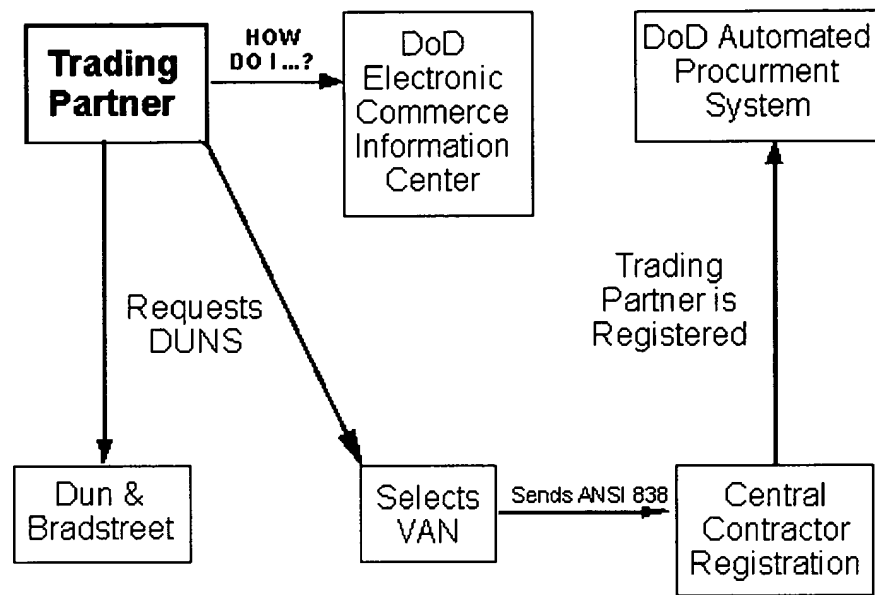 Trading
Partner
HOW
DO I ...?
DoD
Electronic
Commerce
Information
Center
DoD Automated
Procurment
System
Requests
DUNS
Trading
Partner is
Registered
Dun &
Bradstreet
Selects
VAN
Sends ANSI 838
Central
Contractor
Registration